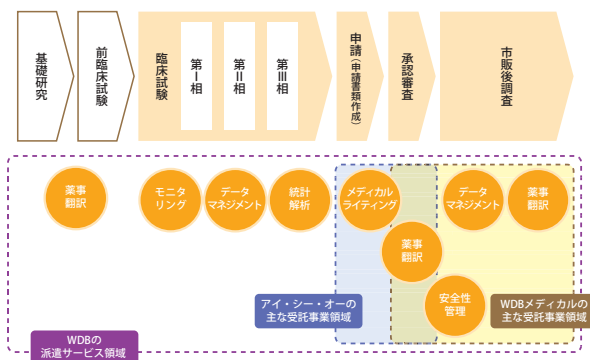 基礎研究
前臨床試験
臨床試験
第Ⅰ相
第Ⅱ相
第Ⅲ相
申請(申請書類作成)
承認審査
市販後調査
薬事
翻訳
モニタ
リング
データ
マネジメント
統計
解析
メディカル
ライティング
薬事
翻訳
データ
マネジメント
薬事
翻訳
安全性
管理
アイ・シー・オーの
主な受託事業領域
WDBメディカルの
主な受託事業領域
WDBの
派遣サービス領域